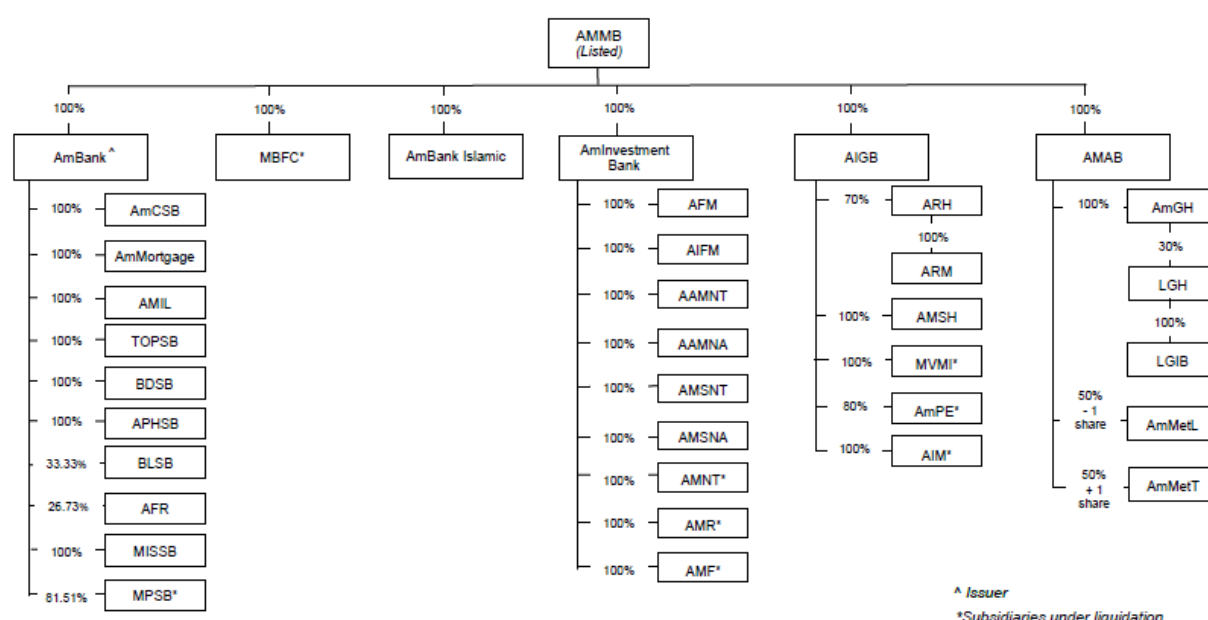 AMMB
(Listed)
100%
100%
100%
100%
100%
100%
AmBank ^
MBFC*
AmBank Islamic
AmInvestment
Bank
AIGB
AMAB
100%
AmCSB
100%
AmMortgage
100%
AMIL
100%
TOPSB
100%
BDSB
100%
APHSB
33.33%
BLSB
26.73%
AFR
100%
MISSB
81.51%
MPSB*
100%
AFM
100%
AIFM
100%
AAMNT
100%
AAMNA
100%
AMSNT
100%
AMSNA
100%
AMNT*
100%
AMR*
100%
AMF*
70%
ARH
100%
ARM
100%
AMSH
100%
MVMI*
80%
AmPE*
100%
AIM*
100%
AmGH
30%
LGH
100%
LGIB
50%
- 1
share
AmMetL
50%
+ 1
share
AmMetT
^ Issuer
*Subsidiaries under liquidation